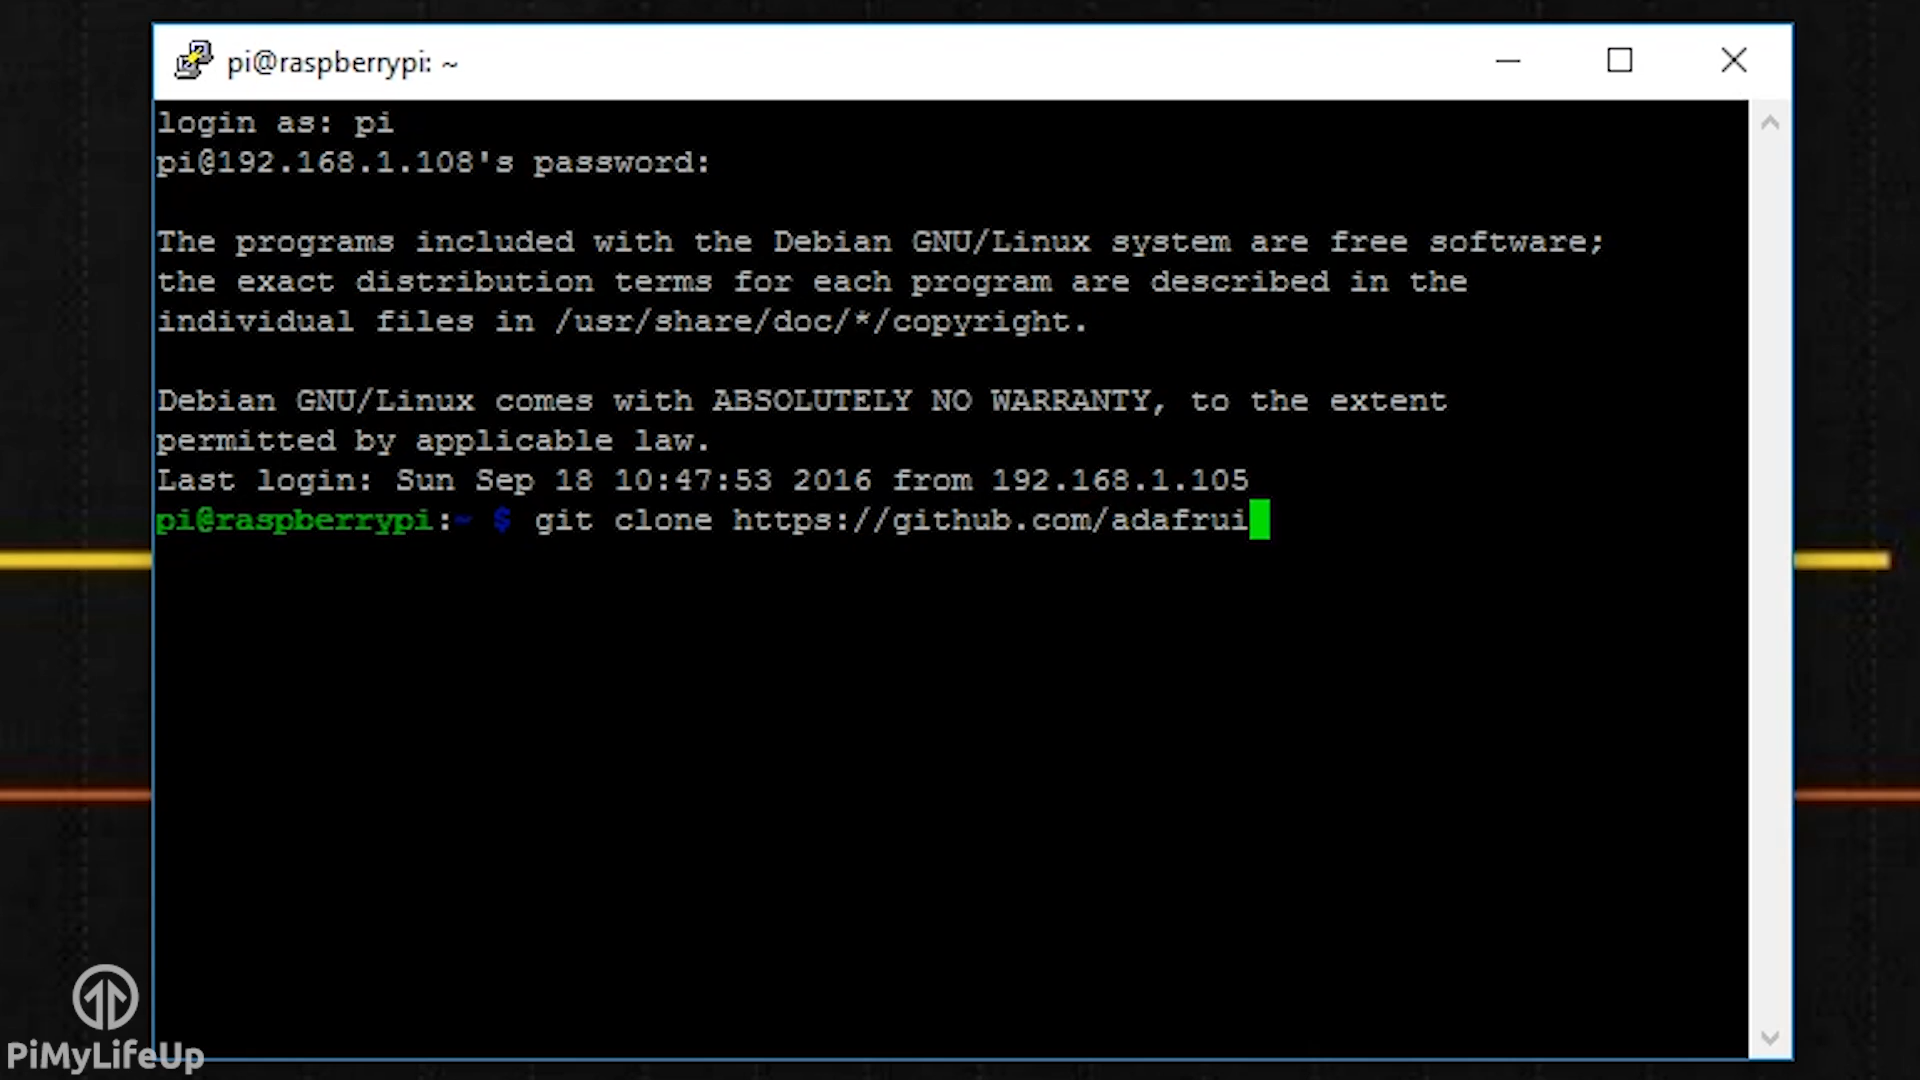 pi@raspberrypi: ~
login as: pi
pi@192.168.1.108's password:
The programs included with the Debian GNU/Linux system are free software;
the exact distribution terms for each program are described in the
individual files in /usr/share/doc/*/copyright.
Debian GNU/Linux comes with ABSOLUTELY NO WARRANTY, to the extent
permitted by applicable law.
Last login: Sun Sep 18 10:47:53 2016 from 192.168.1.105
pi@raspberrypi:~ $ git clone https://github.com/adafrui
PiMyLifeUp